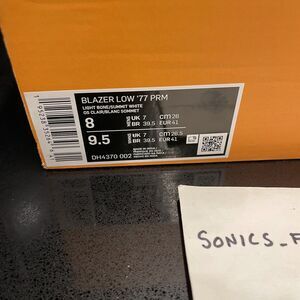 BLAZER LOW '77 PRM
LIGHT BONE/SUMMIT WHITE
OS CLAIR/BLANC SOMMET
8 UK 7 cm 26
BR 39.5 EUR 41
9.5 UK 7 cm 26.5
BR 39.5 EUR 41
DH4370 002
SONICS_F